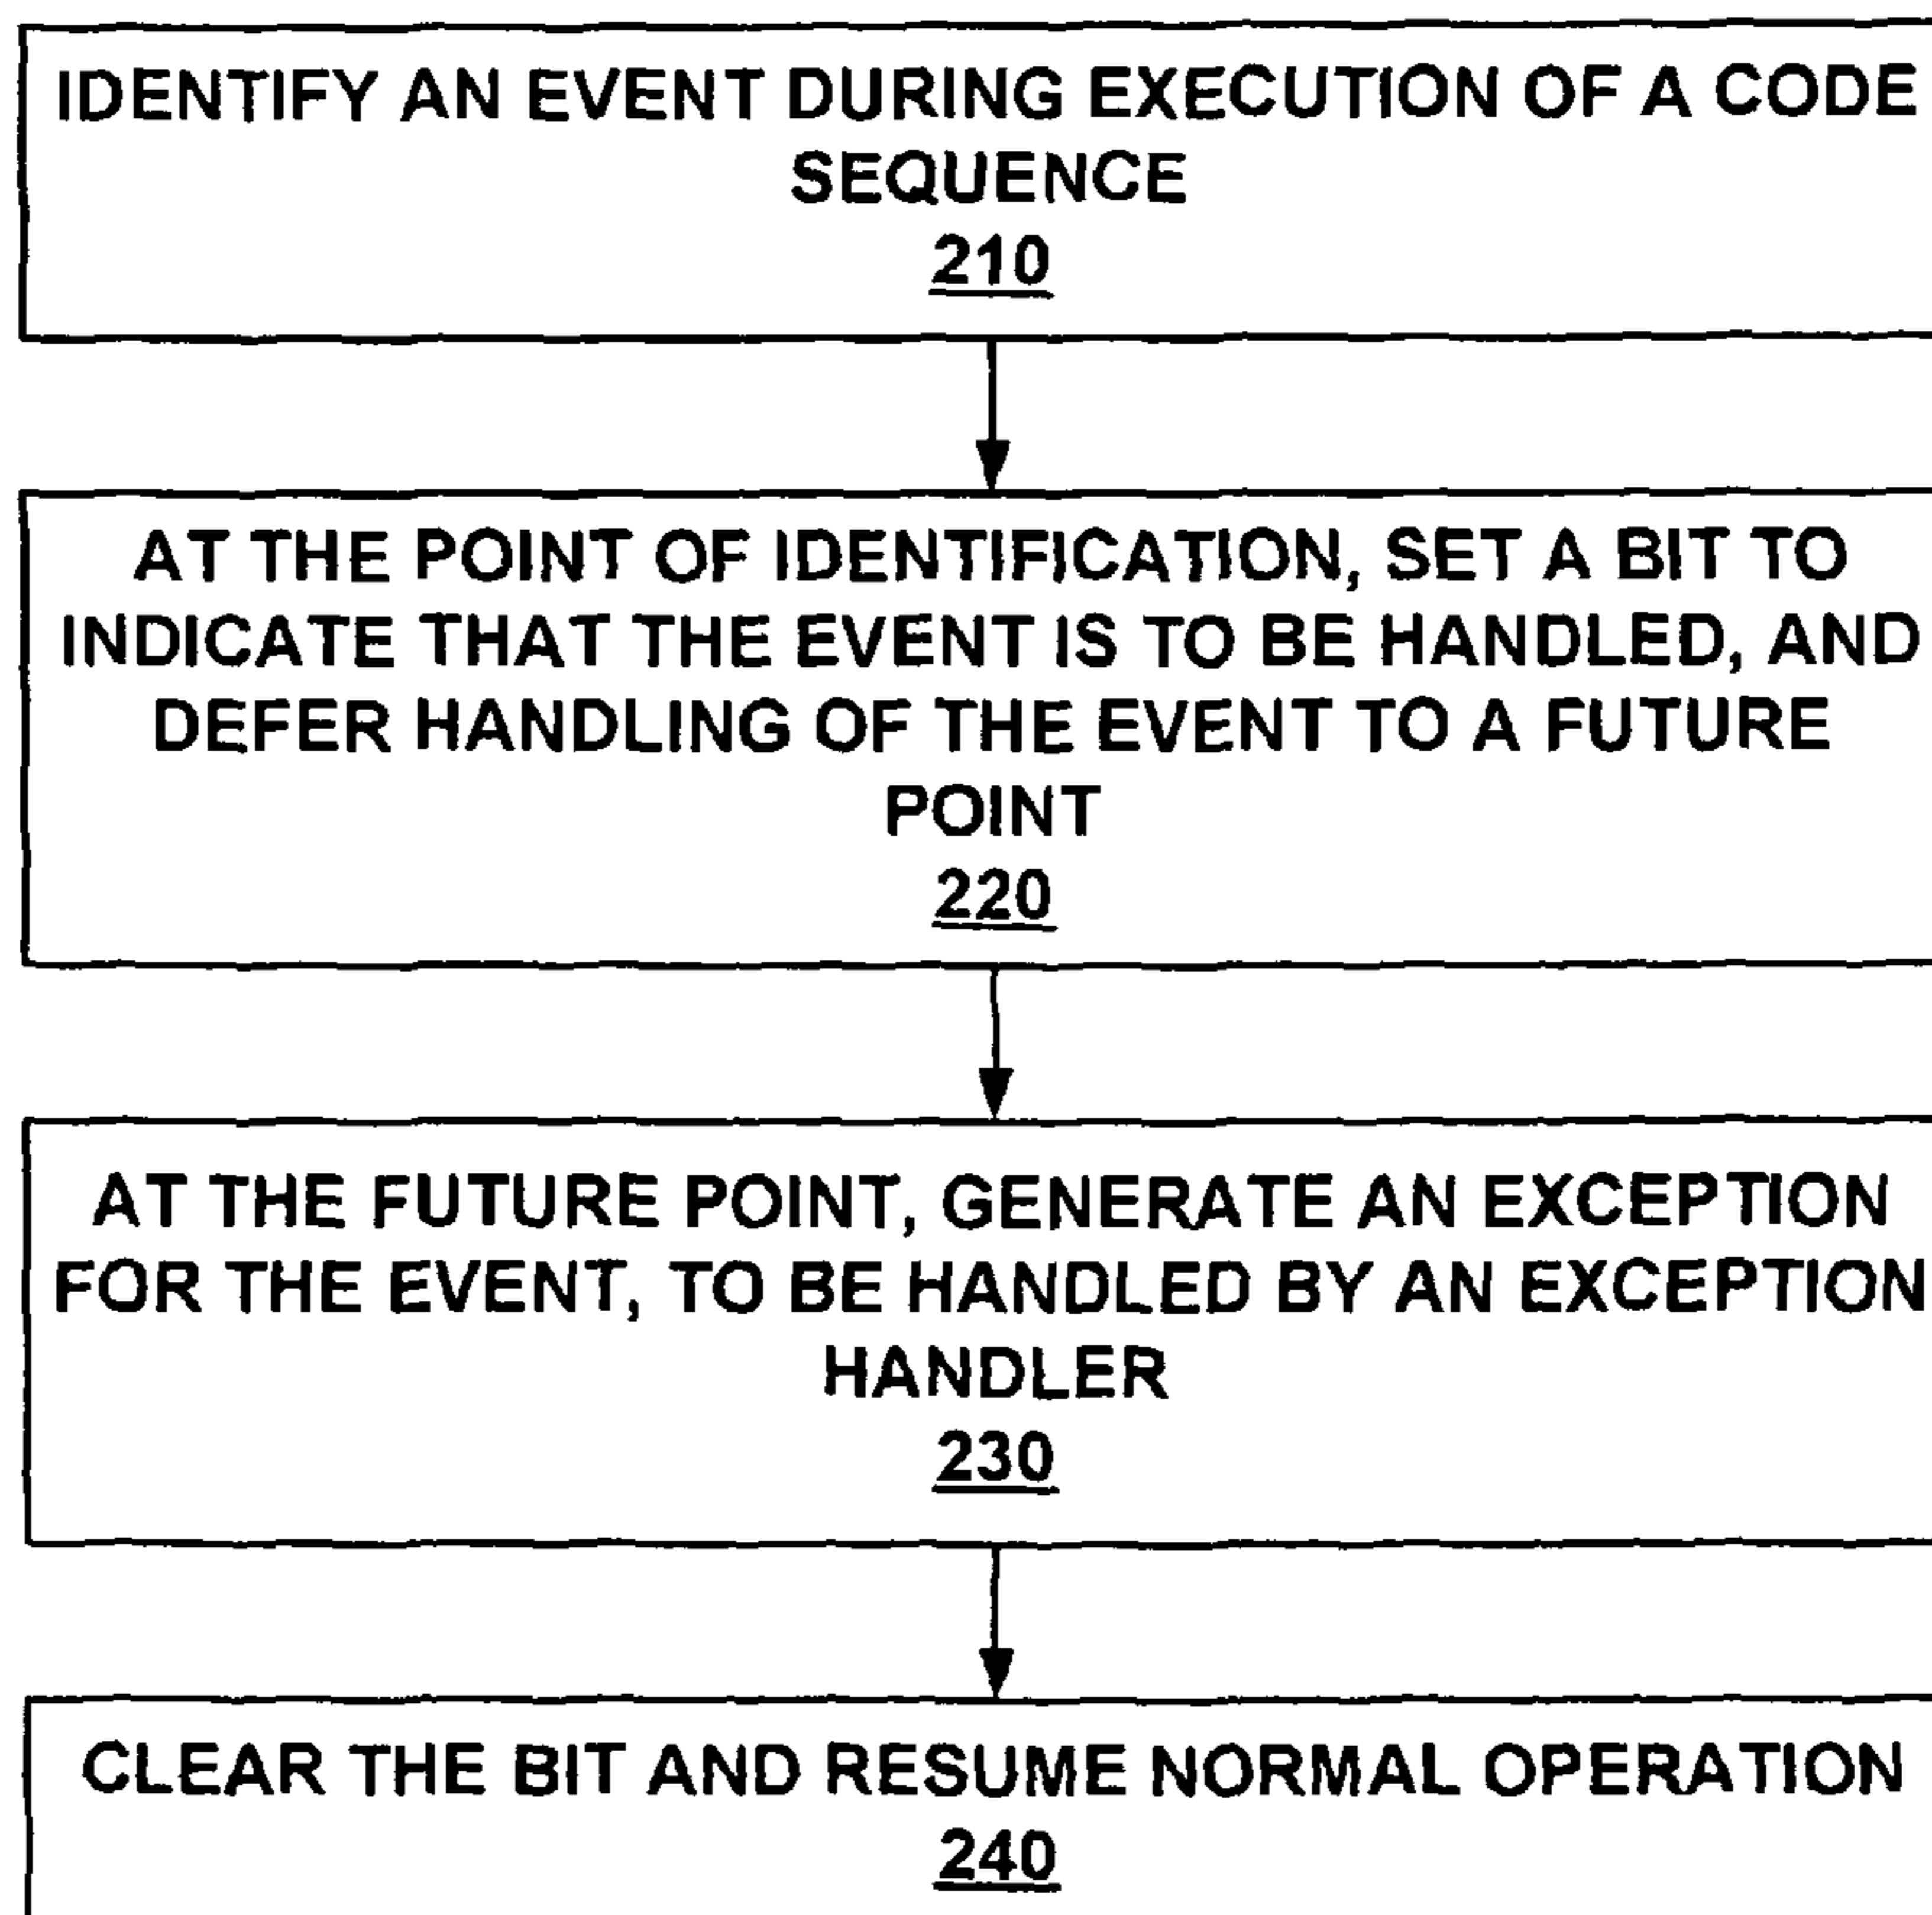 IDENTIFY AN EVENT DURING EXECUTION OF A CODE
SEQUENCE
210
AT THE POINT OF IDENTIFICATION, SET A BIT TO
INDICATE THAT THE EVENT IS TO BE HANDLED, AND
DEFER HANDLING OF THE EVENT TO A FUTURE
POINT
220
AT THE FUTURE POINT, GENERATE AN EXCEPTION
FOR THE EVENT, TO BE HANDLED BY AN EXCEPTION
HANDLER
230
CLEAR THE BIT AND RESUME NORMAL OPERATION
240